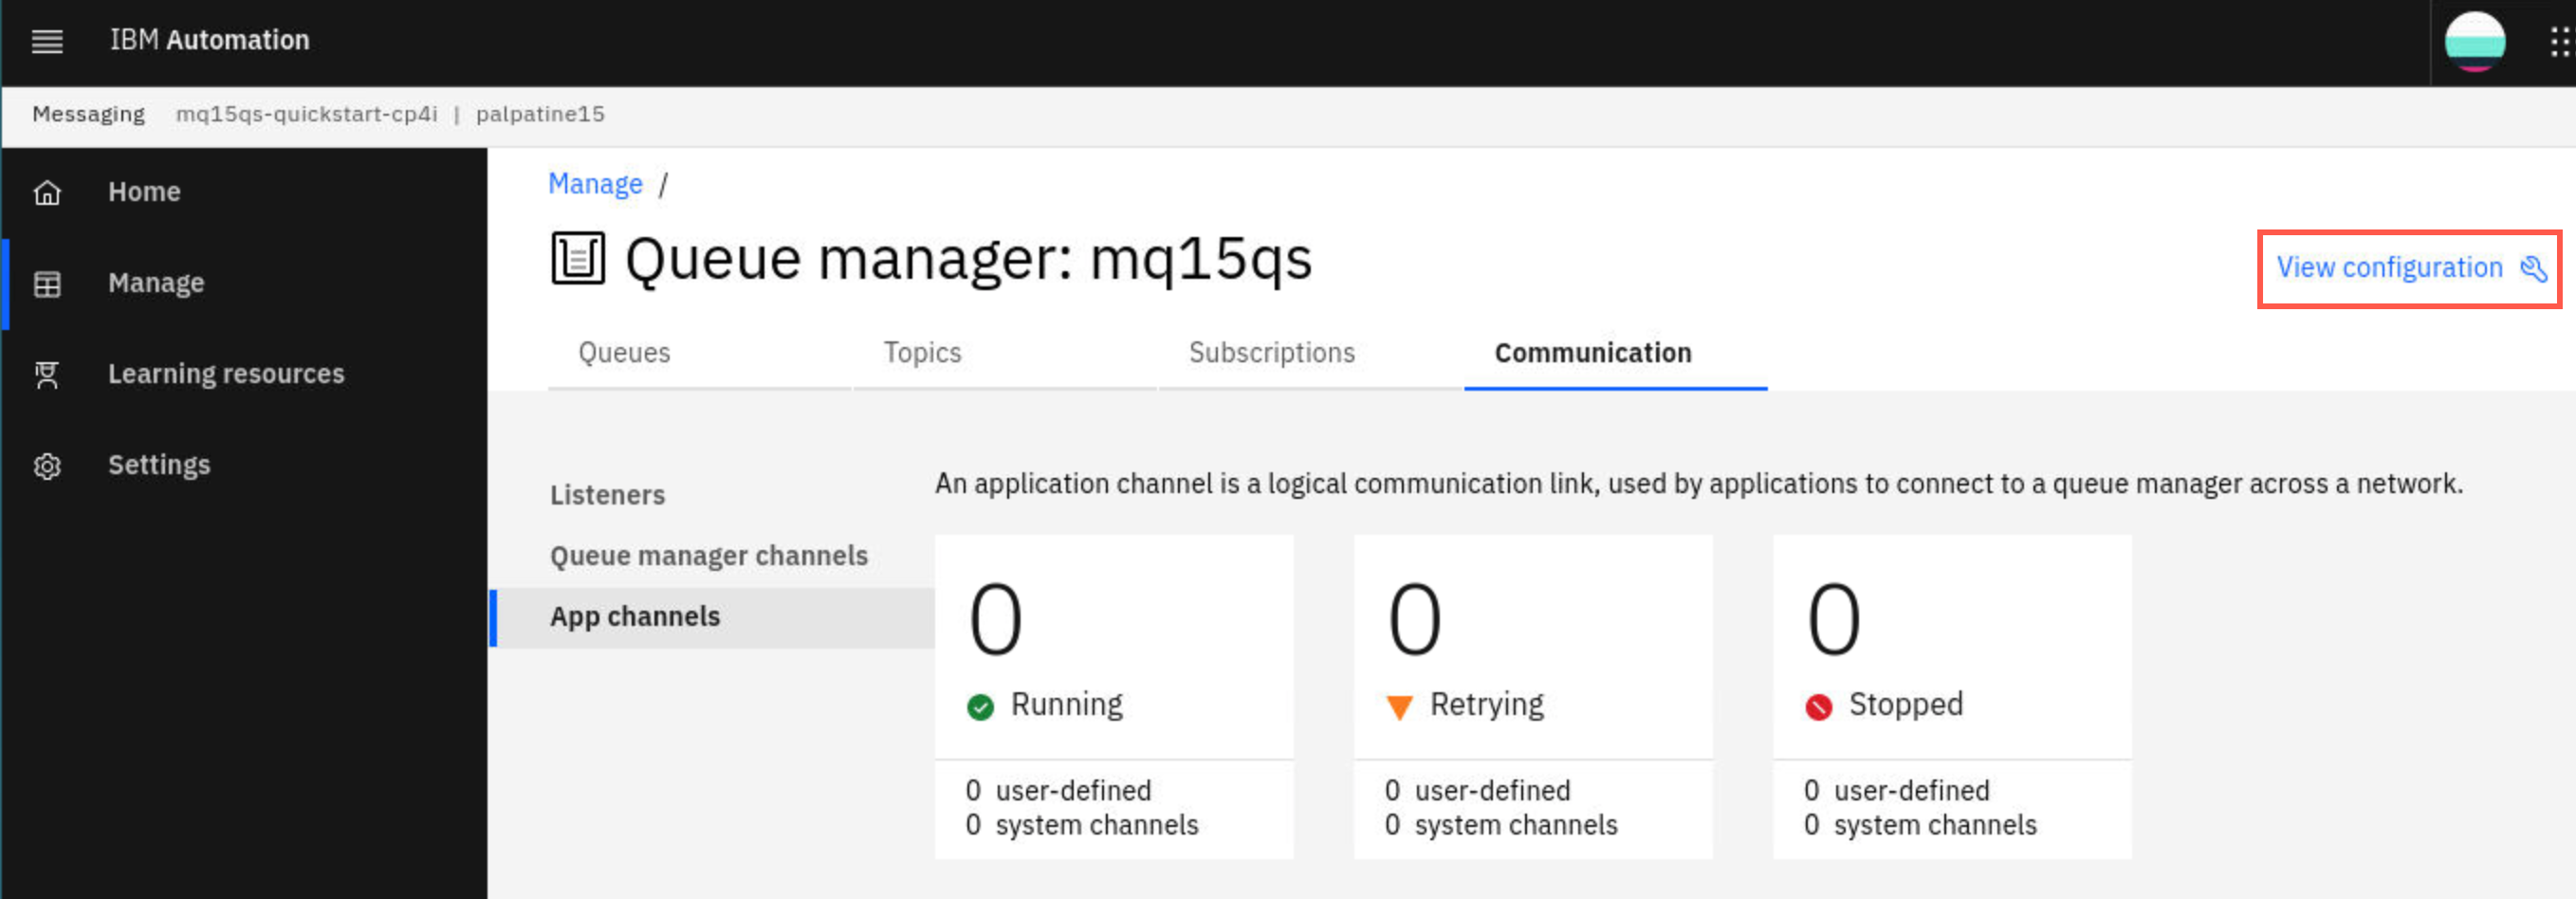 IBM Automation
Messaging mq15qs-quickstart-cp4i | palpatine15
Home
Manage
Learning resources
Settings
Manage /
Queue manager: mq15qs
View configuration
Queues Topics Subscriptions Communication
Listeners
Queue manager channels
App channels
An application channel is a logical communication link, used by applications to connect to a queue manager across a network.
0
Running
0 user-defined
0 system channels
0
Retrying
0 user-defined
0 system channels
0
Stopped
0 user-defined
0 system channels